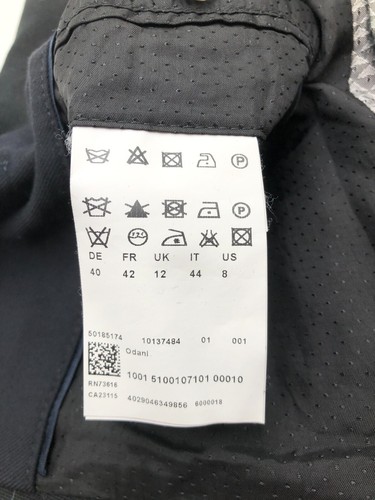 P
P
DE FR UK IT US
40 42 12 44 8
50185174 10137484 01 001
Odani
1001 5100107101 00010
RN73616
CA23115 4029046349856 6000018